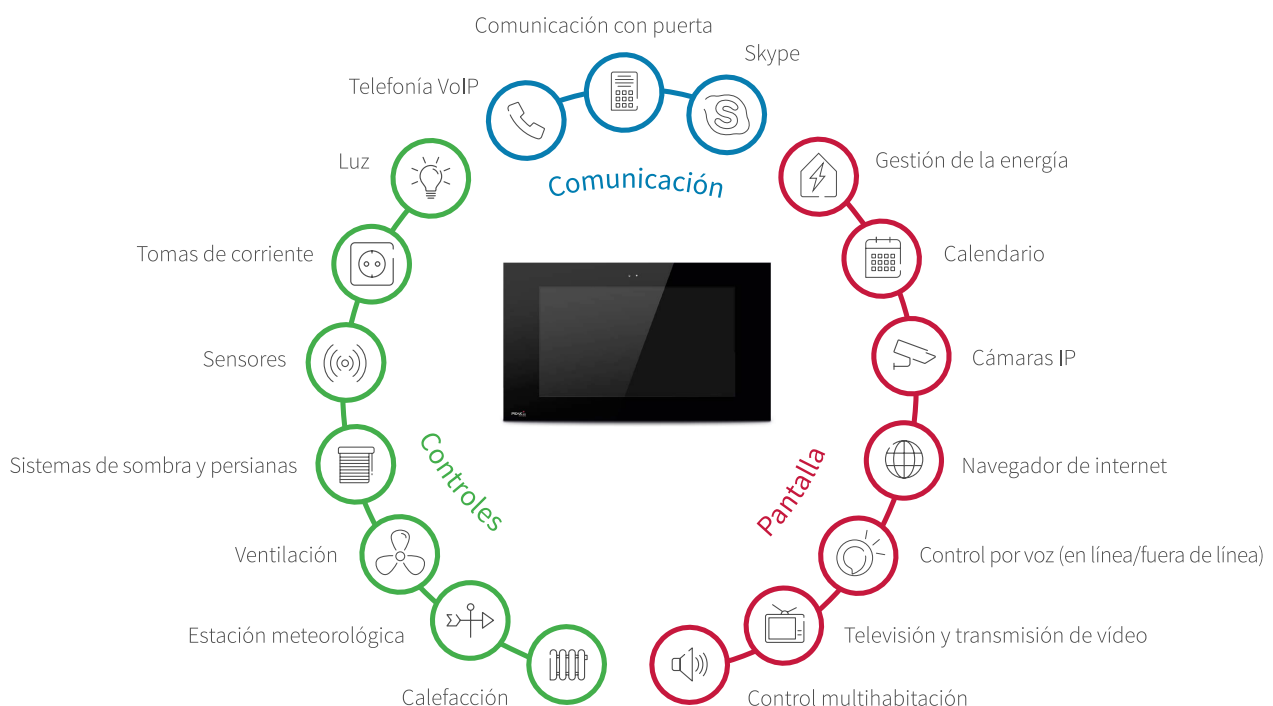 Comunicación con puerta
Skype
Telefonía VoIP
Comunicación
Luz
Tomas de corriente
Sensores
Sistemas de sombra y persianas
Ventilación
Estación meteorológica
Calefacción
Controles
Gestión de la energía
Calendario
Cámaras IP
Navegador de internet
Control por voz (en línea/fuera de línea)
Televisión y transmisión de vídeo
Control multihabitación
Pantalla